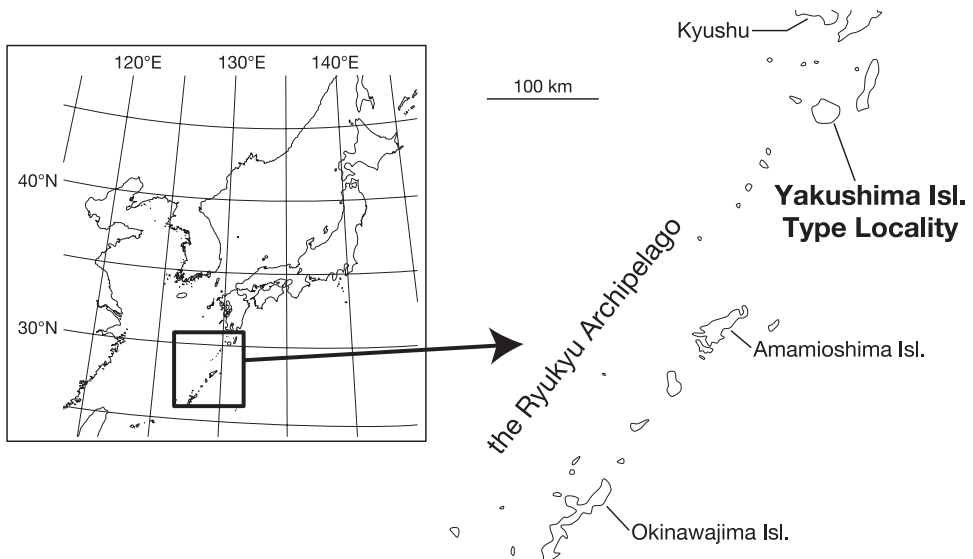 120°E 130°E 140°E
40°N
30°N
Kyushu
100 km
Yakushima Isl.
Type Locality
the Ryukyu Archipelago
Amamioshima Isl.
Okinawajima Isl.